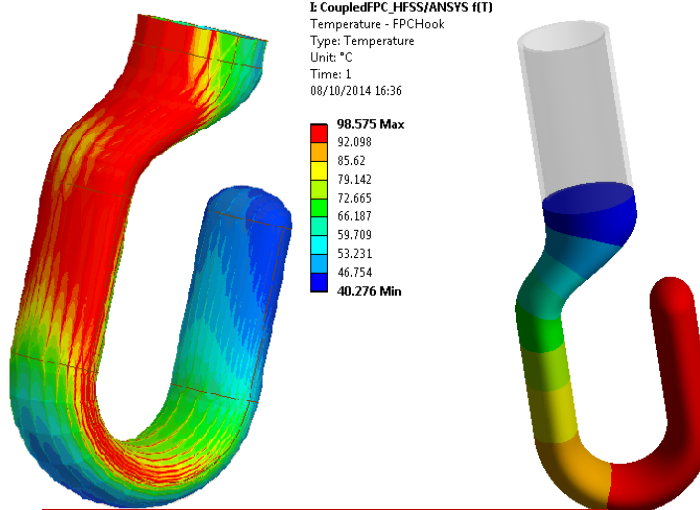 I: CoupledFPC_HFSS/ANSYS f(T)
Temperature - FPCHook
Type: Temperature
Unit: °C
Time: 1
08/10/2014 16:36
98.575 Max
92.098
85.62
79.142
72.665
66.187
59.709
53.231
46.754
40.276 Min